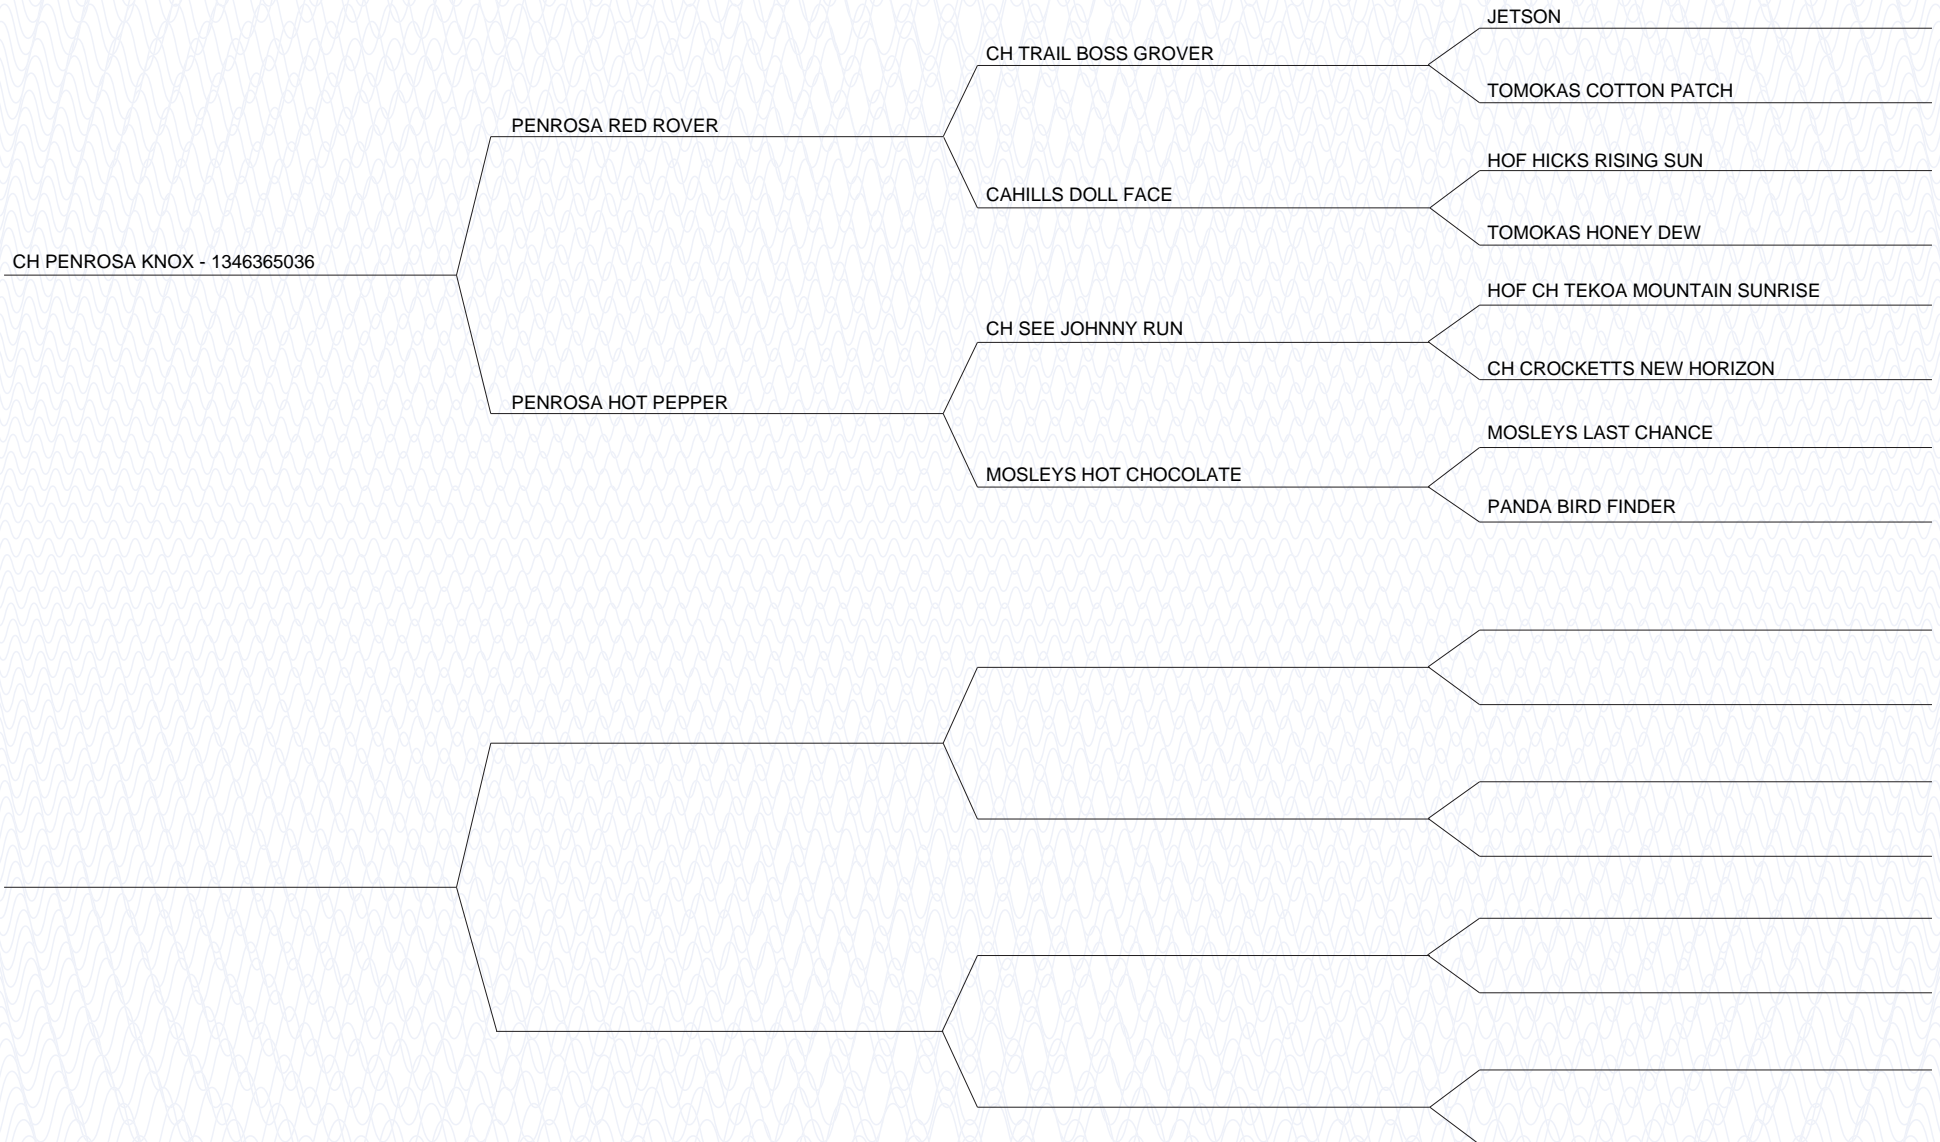 JETSON
CH TRAIL BOSS GROVER
TOMOKAS COTTON PATCH
PENROSA RED ROVER
HOF HICKS RISING SUN
CAHILLS DOLL FACE
TOMOKAS HONEY DEW
CH PENROSA KNOX - 1346365036
HOF CH TEKOA MOUNTAIN SUNRISE
CH SEE JOHNNY RUN
CH CROCKETTS NEW HORIZON
PENROSA HOT PEPPER
MOSLEYS LAST CHANCE
MOSLEYS HOT CHOCOLATE
PANDA BIRD FINDER